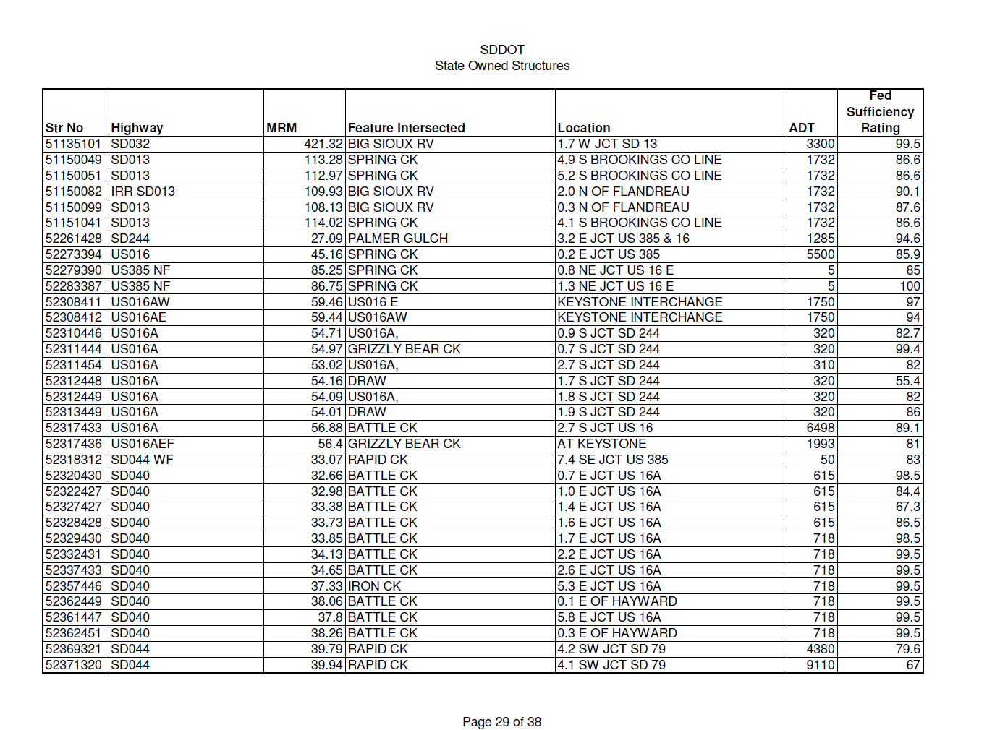 SDDOT
State Owned Structures
Fed
Sufficiency
Str No Highway MRM Feature Intersected Location ADT Rating
51135101 SD032 421.32 BIG SIOUX RV 1.7 W JCT SD 13 3300 99.5
51150049 SD013 113.28 SPRING CK 4.9 S BROOKINGS CO LINE 1732 86.6
51150051 SD013 112.97 SPRING CK 5.2 S BROOKINGS CO LINE 1732 86.6
51150082 IRR SD013 109.93 BIG SIOUX RV 2.0 N OF FLANDREAU 1732 90.1
51150099 SD013 108.13 BIG SIOUX RV 0.3 N OF FLANDREAU 1732 87.6
51151041 SD013 114.02 SPRING CK 4.1 S BROOKINGS CO LINE 1732 86.6
52261428 SD244 27.09 PALMER GULCH 3.2 E JCT US 385 & 16 1285 94.6
52273394 US016 45.16 SPRING CK 0.2 E JCT US 385 5500 85.9
52279390 US385 NF 85.25 SPRING CK 0.8 NE JCT US 16 E 5 85
52283387 US385 NF 86.75 SPRING CK 1.3 NE JCT US 16 E 5 100
52308411 US016AW 59.46 US016 E KEYSTONE INTERCHANGE 1750 97
52308412 US016AE 59.44 US016AW KEYSTONE INTERCHANGE 1750 94
52310446 US016A 54.71 US016A, 0.9 S JCT SD 244 320 82.7
52311444 US016A 54.97 GRIZZLY BEAR CK 0.7 S JCT SD 244 320 99.4
52311454 US016A 53.02 US016A, 2.7 S JCT SD 244 310 82
52312448 US016A 54.16 DRAW 1.7 S JCT SD 244 320 55.4
52312449 US016A 54.09 US016A, 1.8 S JCT SD 244 320 82
52313449 US016A 54.01 DRAW 1.9 S JCT SD 244 320 86
52317433 US016A 56.88 BATTLE CK 2.7 S JCT US 16 6498 89.1
52317436 US016AEF 56.4 GRIZZLY BEAR CK AT KEYSTONE 1993 81
52318312 SD044 WF 33.07 RAPID CK 7.4 SE JCT US 385 50 83
52320430 SD040 32.66 BATTLE CK 0.7 E JCT US 16A 615 98.5
52322427 SD040 32.98 BATTLE CK 1.0 E JCT US 16A 615 84.4
52327427 SD040 33.38 BATTLE CK 1.4 E JCT US 16A 615 67.3
52328428 SD040 33.73 BATTLE CK 1.6 E JCT US 16A 615 86.5
52329430 SD040 33.85 BATTLE CK 1.7 E JCT US 16A 718 98.5
52332431 SD040 34.13 BATTLE CK 2.2 E JCT US 16A 718 99.5
52337433 SD040 34.65 BATTLE CK 2.6 E JCT US 16A 718 99.5
52357446 SD040 37.33 IRON CK 5.3 E JCT US 16A 718 99.5
52362449 SD040 38.06 BATTLE CK 0.1 E OF HAYWARD 718 99.5
52361447 SD040 37.8 BATTLE CK 5.8 E JCT US 16A 718 99.5
52362451 SD040 38.26 BATTLE CK 0.3 E OF HAYWARD 718 99.5
52369321 SD044 39.79 RAPID CK 4.2 SW JCT SD 79 4380 79.6
52371320 SD044 39.94 RAPID CK 4.1 SW JCT SD 79 9110 67
Page 29 of 38